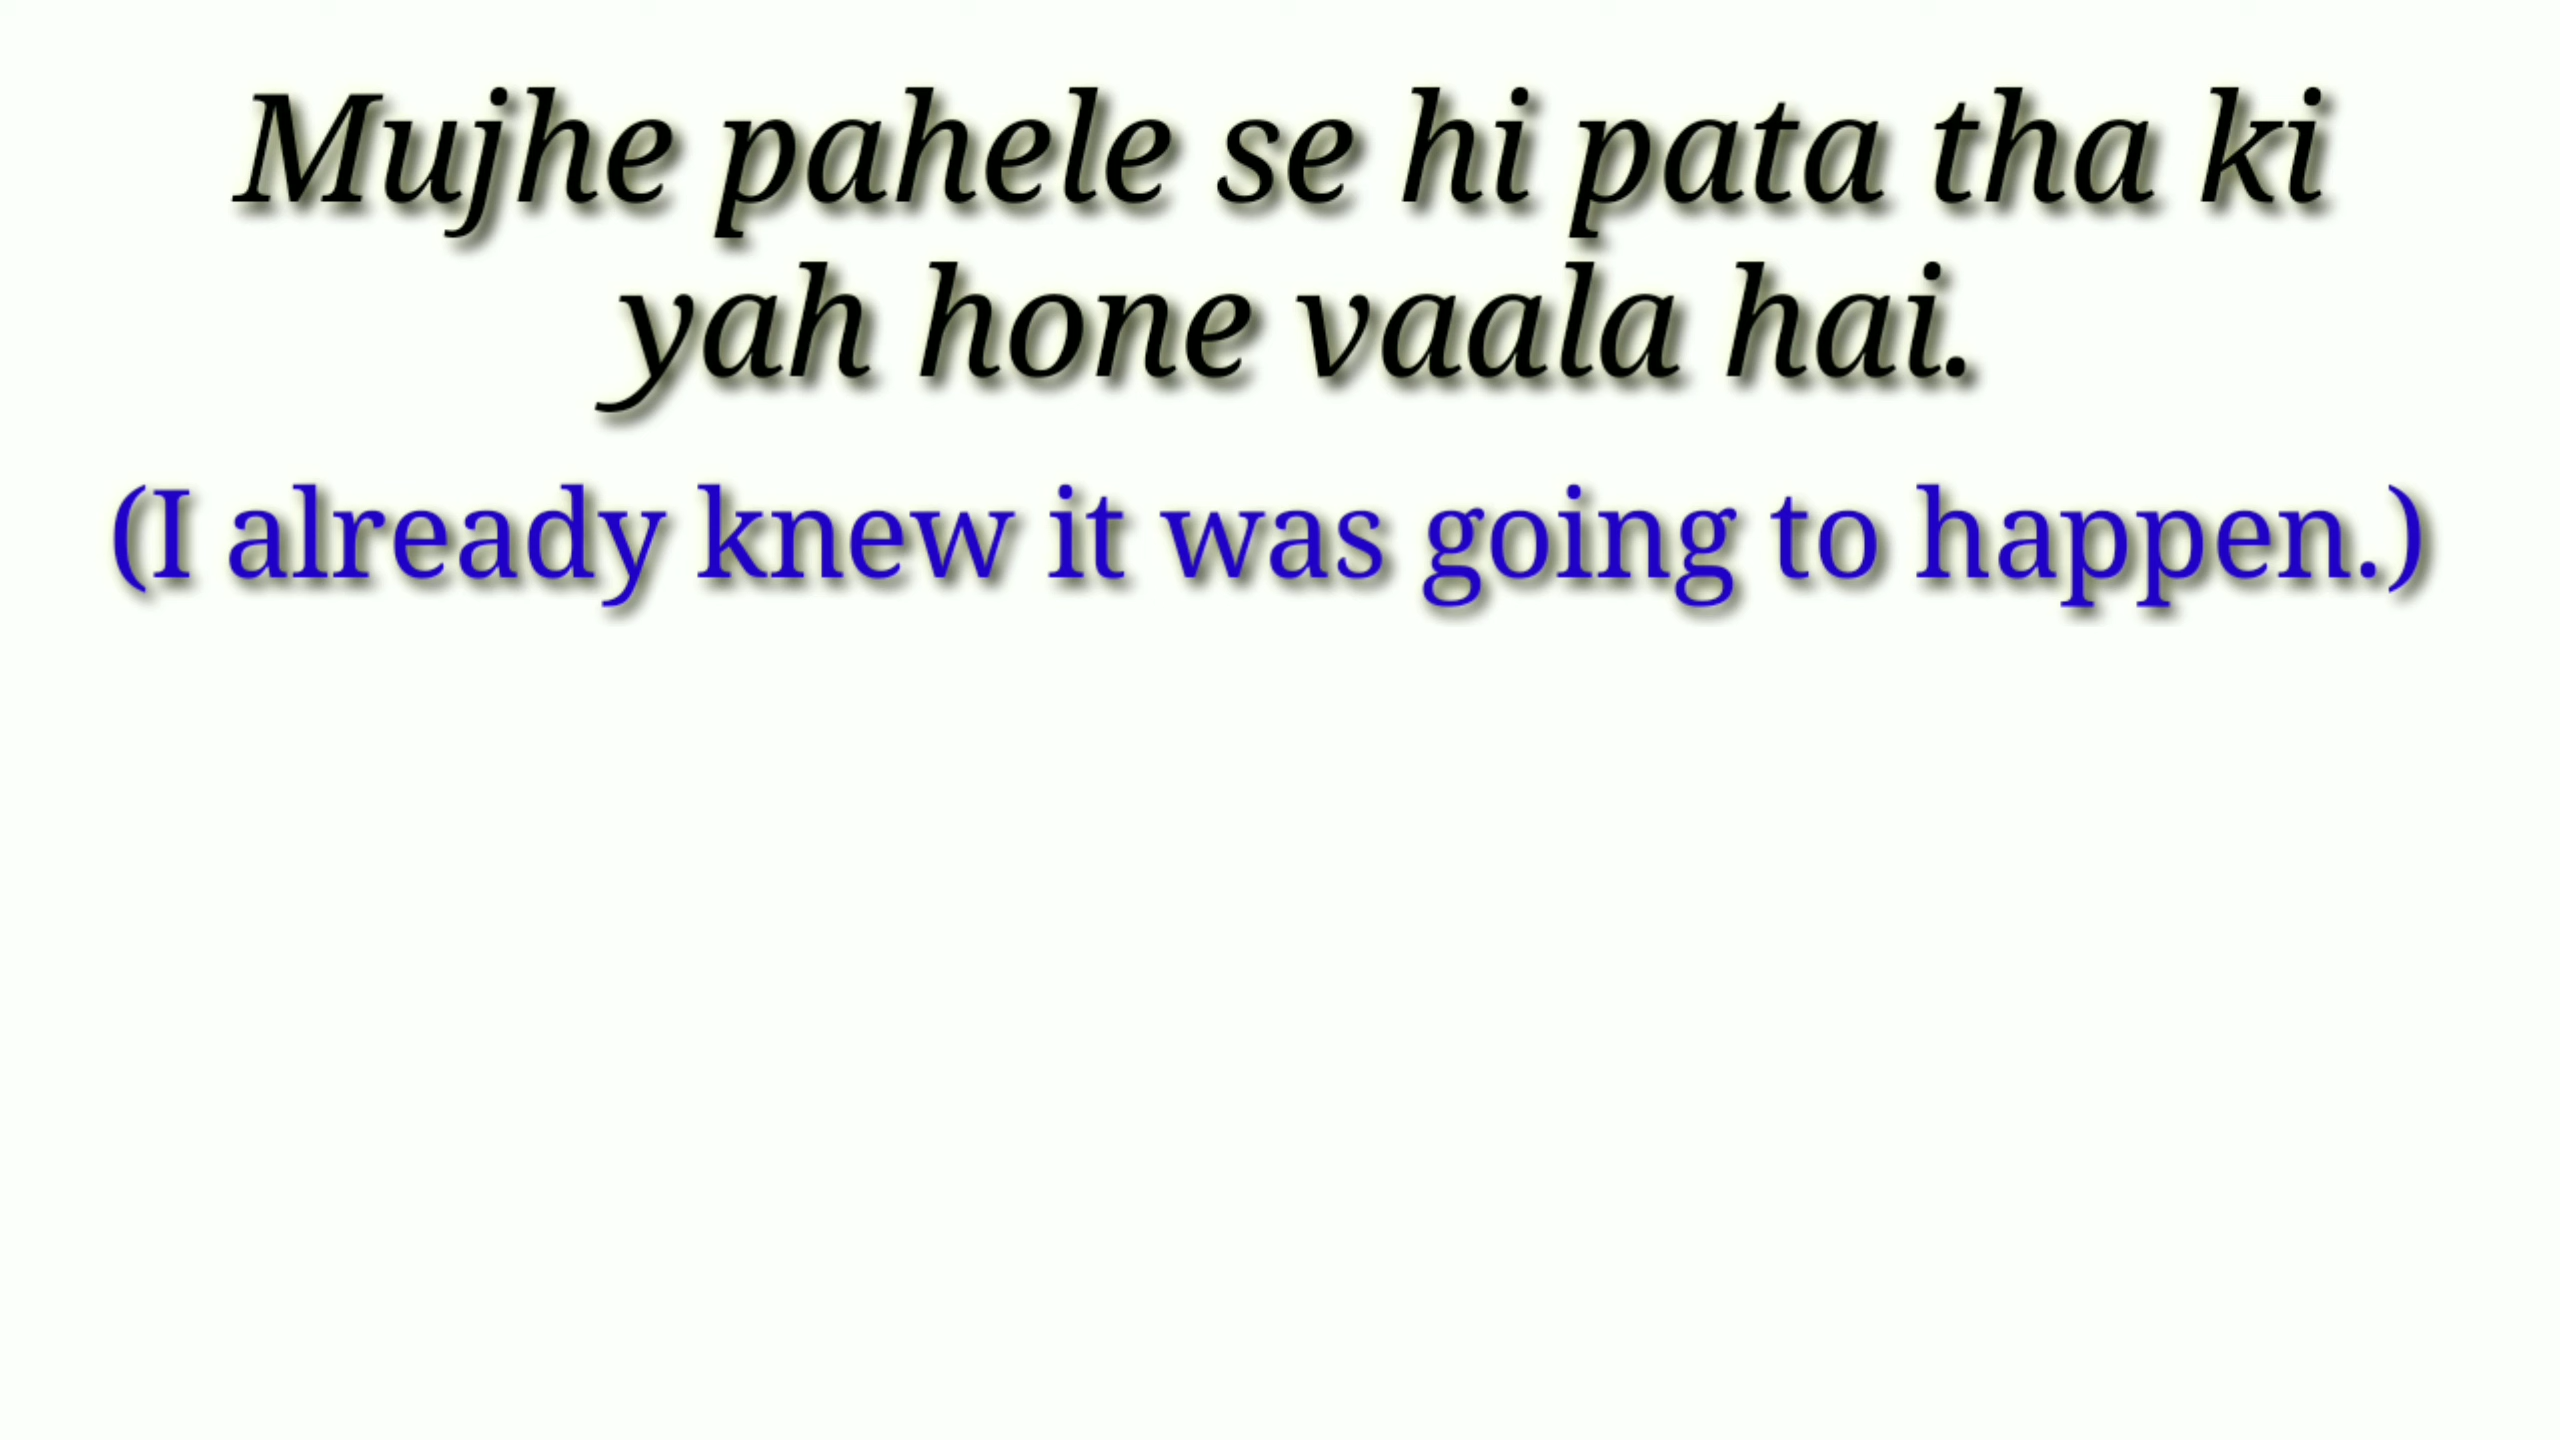 Mujhe pahele se hi pata tha ki
yah hone vaala hai.
(I already knew it was going to happen.)